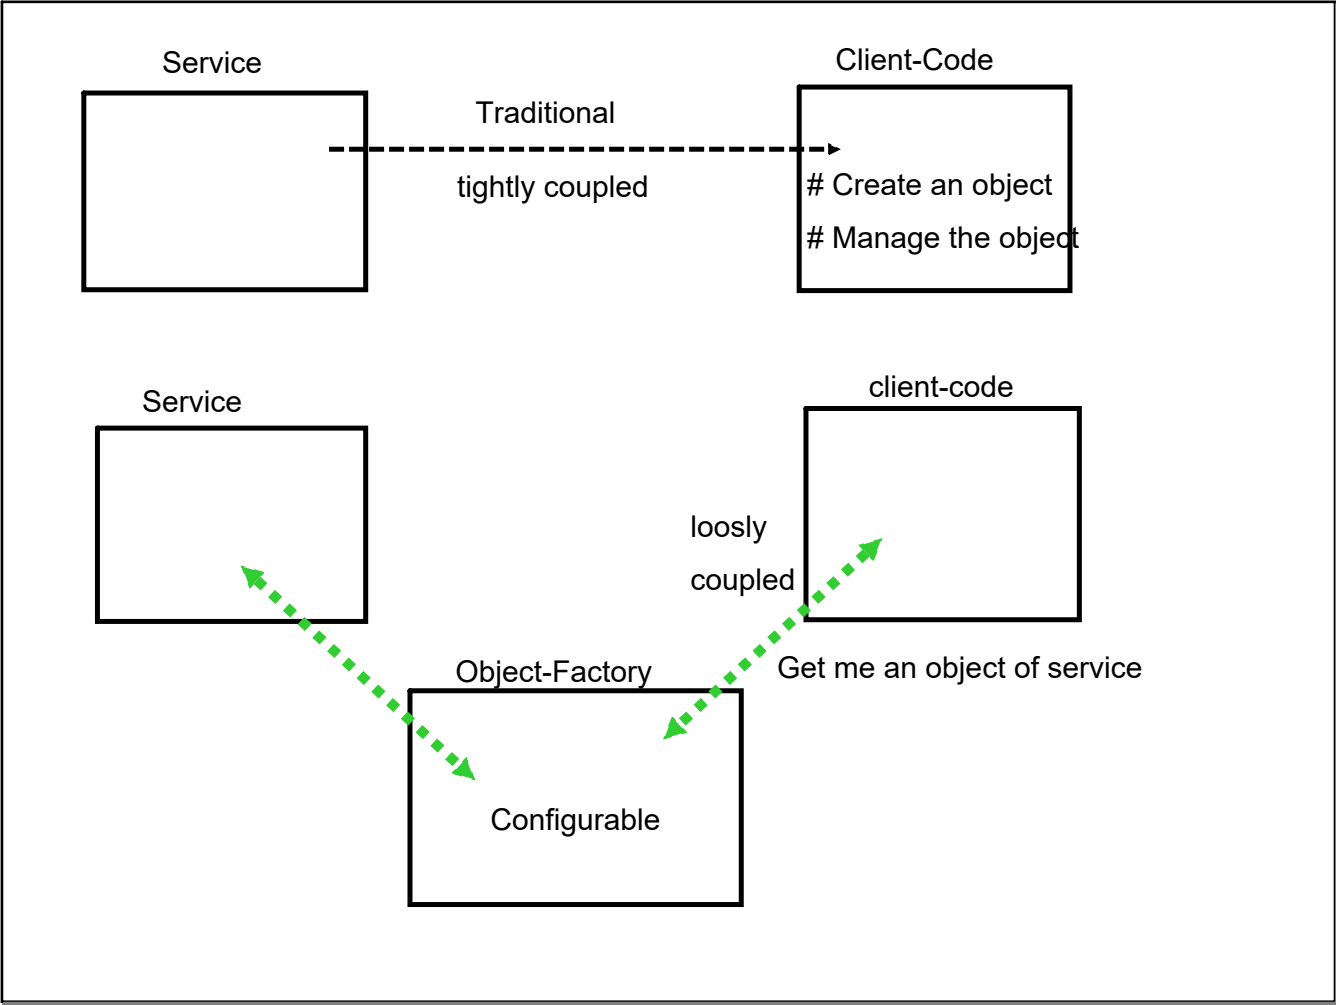 Service
Client-Code
Traditional
tightly coupled
# Create an object
# Manage the object
Service
client-code
loosly
coupled
Get me an object of service
Object-Factory
Configurable